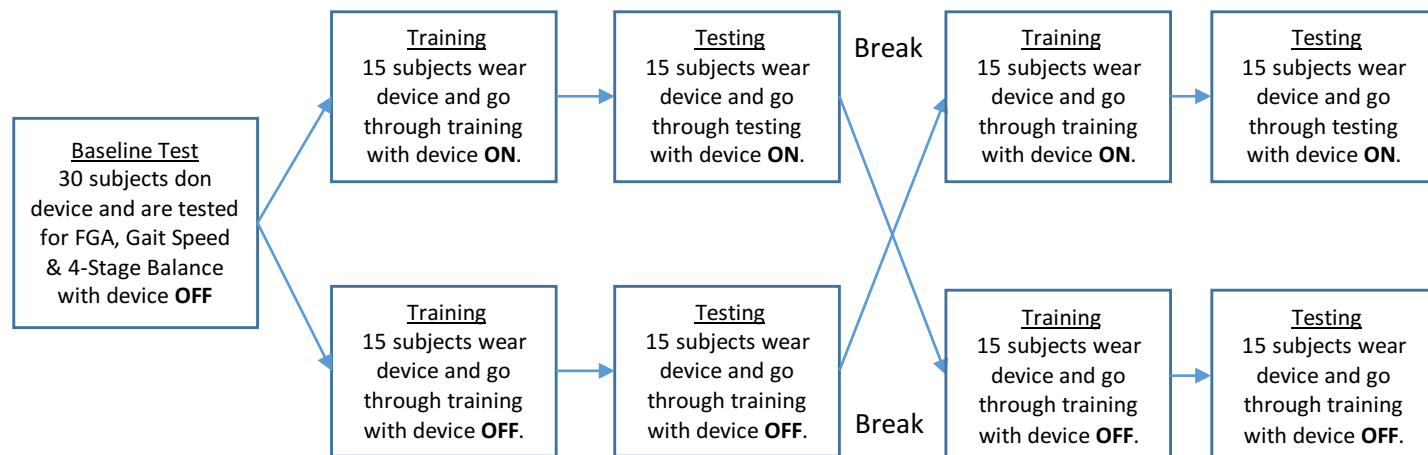 Baseline Test
30 subjects don
device and are tested
for FGA, Gait Speed
& 4-Stage Balance
with device OFF
Training
15 subjects wear
device and go
through training
with device ON.
Testing
15 subjects wear
device and go
through testing
with device ON.
Break
Training
15 subjects wear
device and go
through training
with device ON.
Testing
15 subjects wear
device and go
through testing
with device ON.
Training
15 subjects wear
device and go
through training
with device OFF.
Testing
15 subjects wear
device and go
through training
with device OFF.
Break
Training
15 subjects wear
device and go
through training
with device OFF.
Testing
15 subjects wear
device and go
through training
with device OFF.